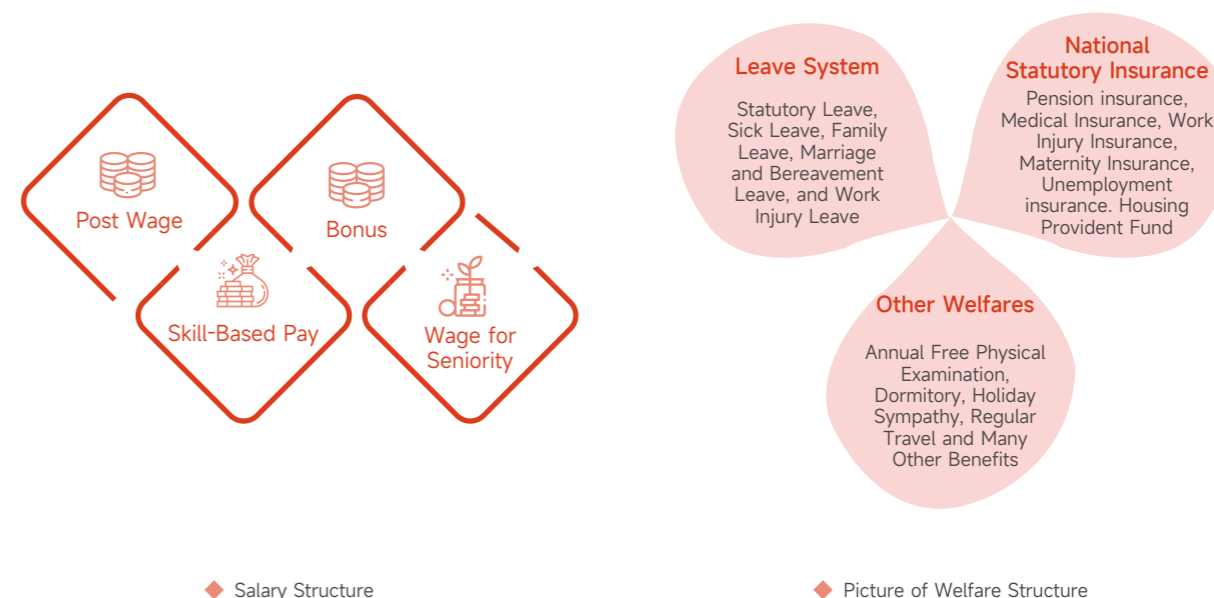 Post Wage
Bonus
Skill-Based Pay
Wage for
Seniority
Salary Structure
Leave System
Statutory Leave,
Sick Leave, Family
Leave, Marriage
and Bereavement
Leave, and Work
Injury Leave
National
Statutory Insurance
Pension insurance,
Medical Insurance, Work
Injury Insurance,
Maternity Insurance,
Unemployment
insurance. Housing
Provident Fund
Other Welfares
Annual Free Physical
Examination,
Dormitory, Holiday
Sympathy, Regular
Travel and Many
Other Benefits
Picture of Welfare Structure